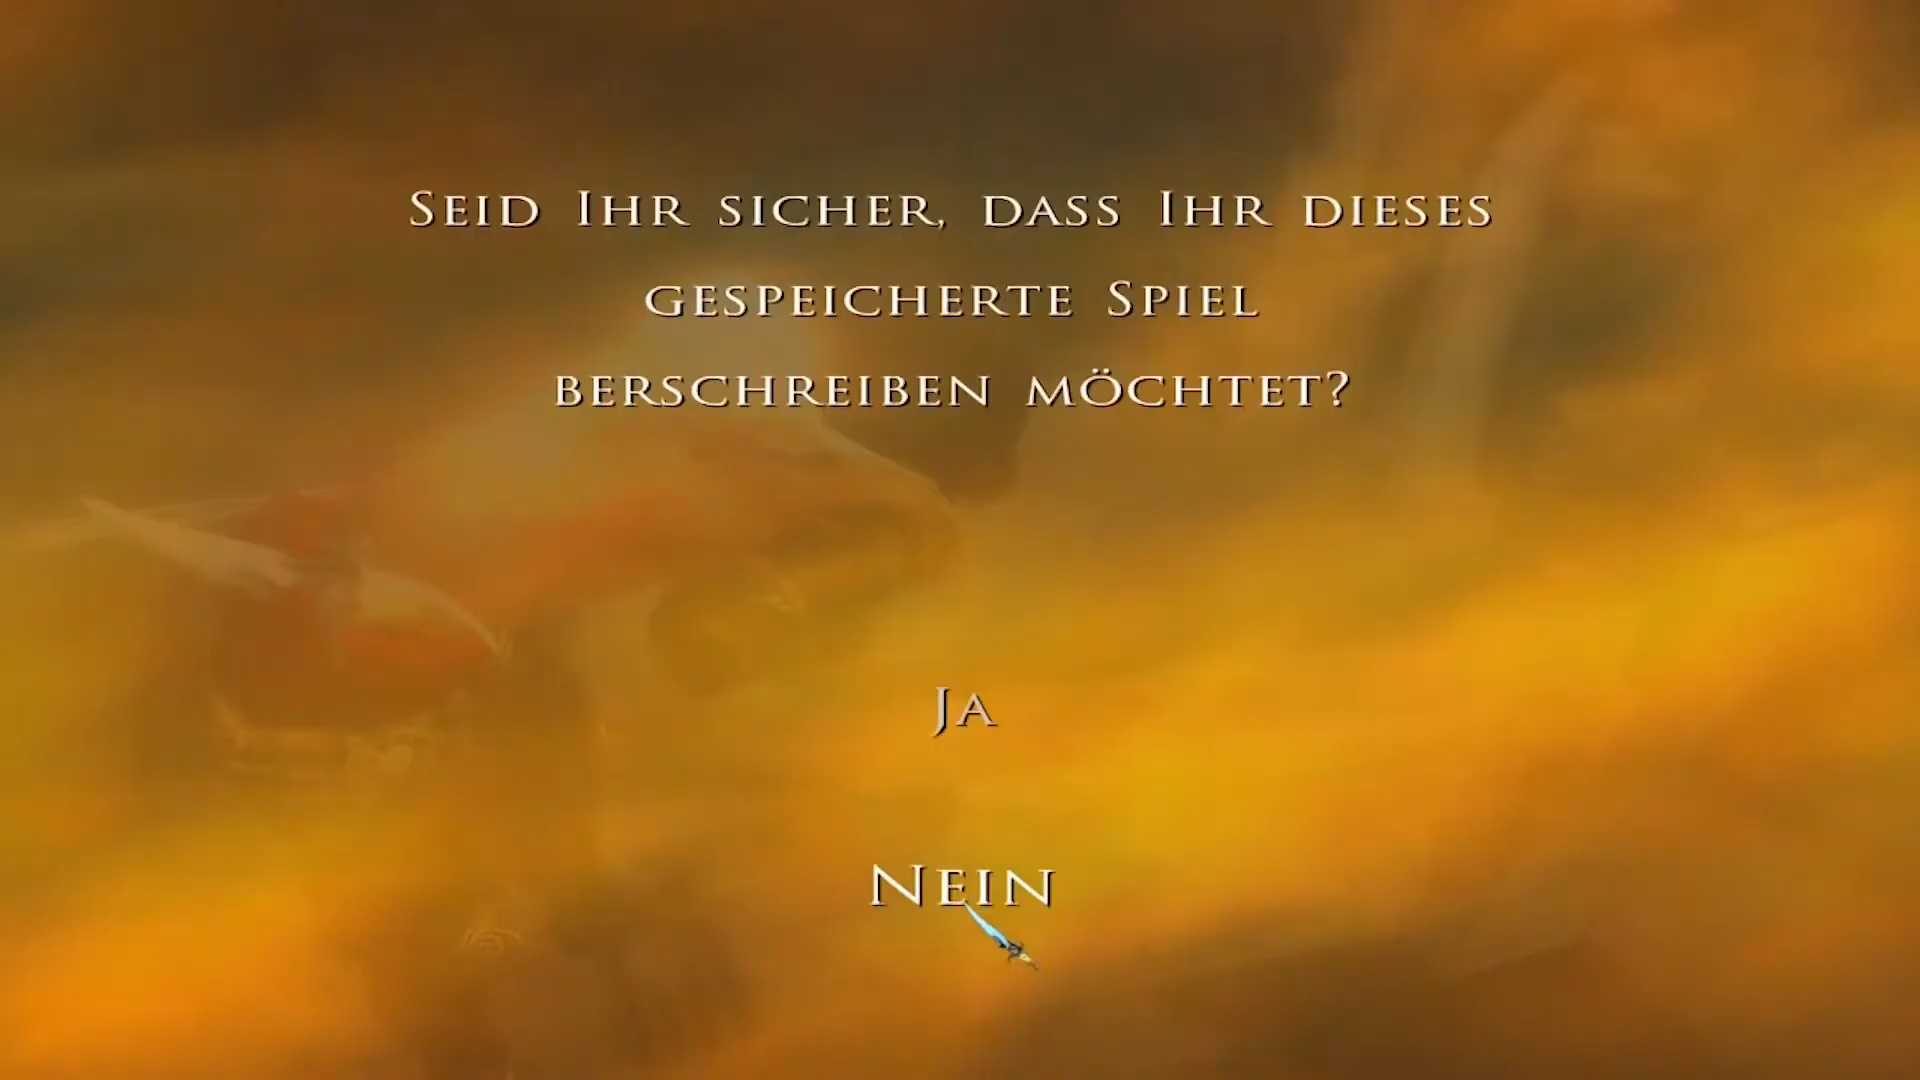 Seid Ihr sicher, dass Ihr dieses
gespeicherte Spiel
berschreiben möchtet?
Ja
Nein